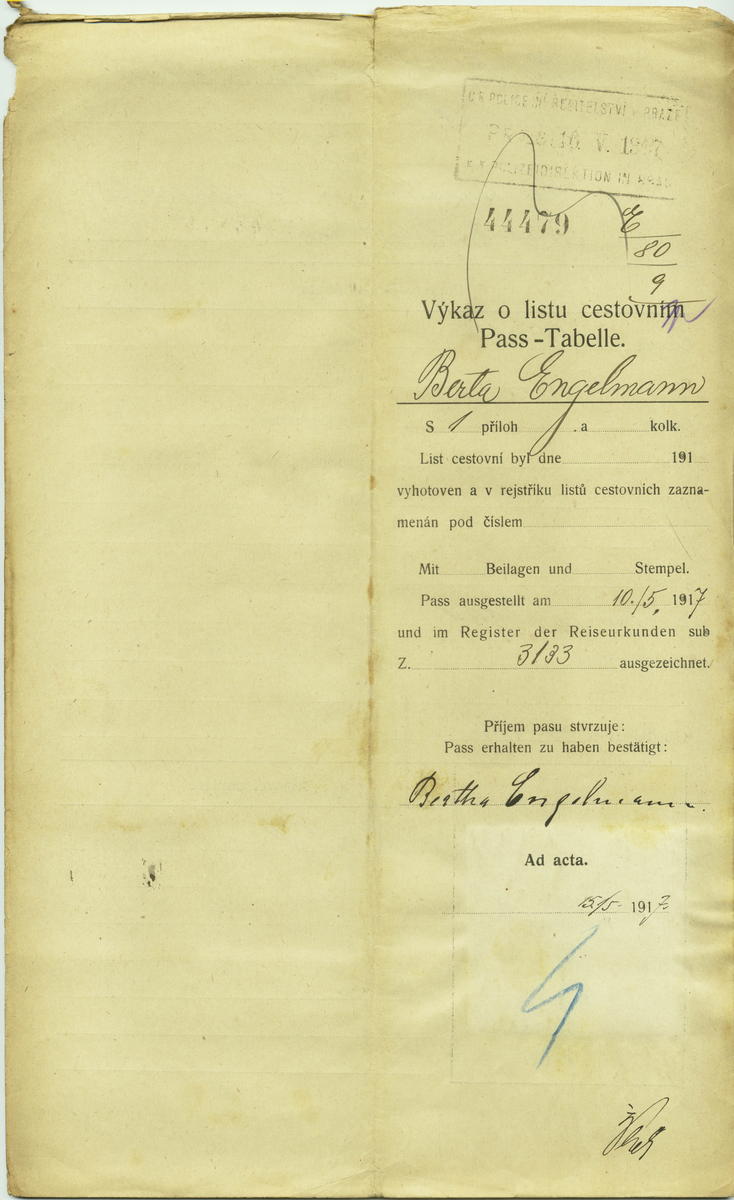 C.K. POLICEJNÍ ŘEDITELSTVÍ V PRAZE
10. V. 1917
K.K. POLIZEIDIREKTION IN PRAG
44479
E
80
9
Výkaz o listu cestovním
Pass-Tabelle.
Berta Engelmann
S 1 příloh . a kolk.
List cestovní byl dne 191
vyhotoven a v rejstříku listů cestovních zazna-
menán pod číslem
Mit Beilagen und Stempel.
Pass ausgestellt am 10./5. 1917
und im Register der Reiseurkunden sub
Z. 3133 ausgezeichnet.
Příjem pasu stvrzuje:
Pass erhalten zu haben bestätigt:
Bertha Engelmann.
Ad acta.
15/5. 1917.